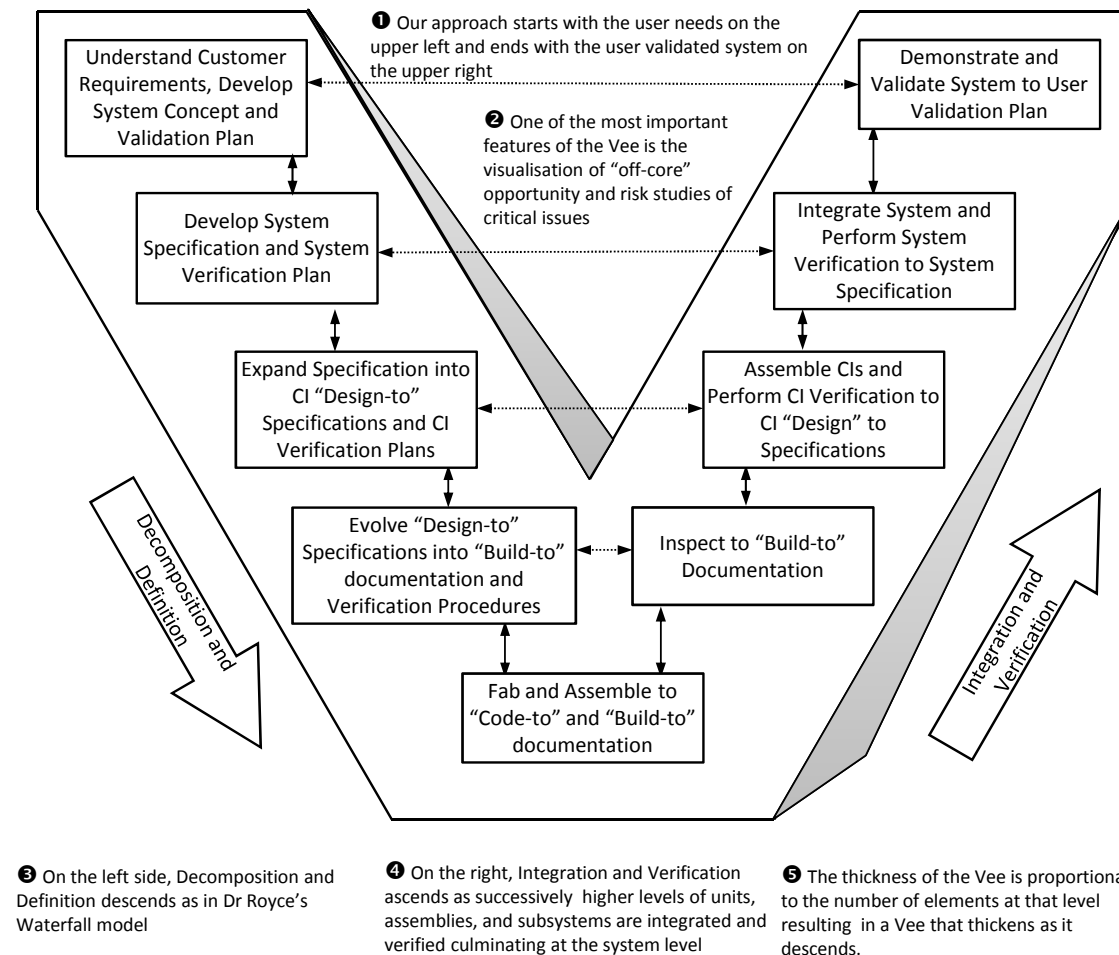 ❶ Our approach starts with the user needs on the
upper left and ends with the user validated system on
the upper right
Understand Customer
Requirements, Develop
System Concept and
Validation Plan
Demonstrate and
Validate System to User
Validation Plan
❷ One of the most important
features of the Vee is the
visualisation of “off-core”
opportunity and risk studies of
critical issues
Develop System
Specification and System
Verification Plan
Integrate System and
Perform System
Verification to System
Specification
Expand Specification into
CI “Design-to”
Specifications and CI
Verification Plans
Assemble CIs and
Perform CI Verification to
CI “Design” to
Specifications
Evolve “Design-to”
Specifications into “Build-to”
documentation and
Verification Procedures
Inspect to “Build-to”
Documentation
Decomposition and
Definition
Integration and
Verification
Fab and Assemble to
“Code-to” and “Build-to”
documentation
❸ On the left side, Decomposition and
Definition descends as in Dr Royce’s
Waterfall model
❹ On the right, Integration and Verification
ascends as successively higher levels of units,
assemblies, and subsystems are integrated and
verified culminating at the system level
❺ The thickness of the Vee is proportiona
to the number of elements at that level
resulting in a Vee that thickens as it
descends.